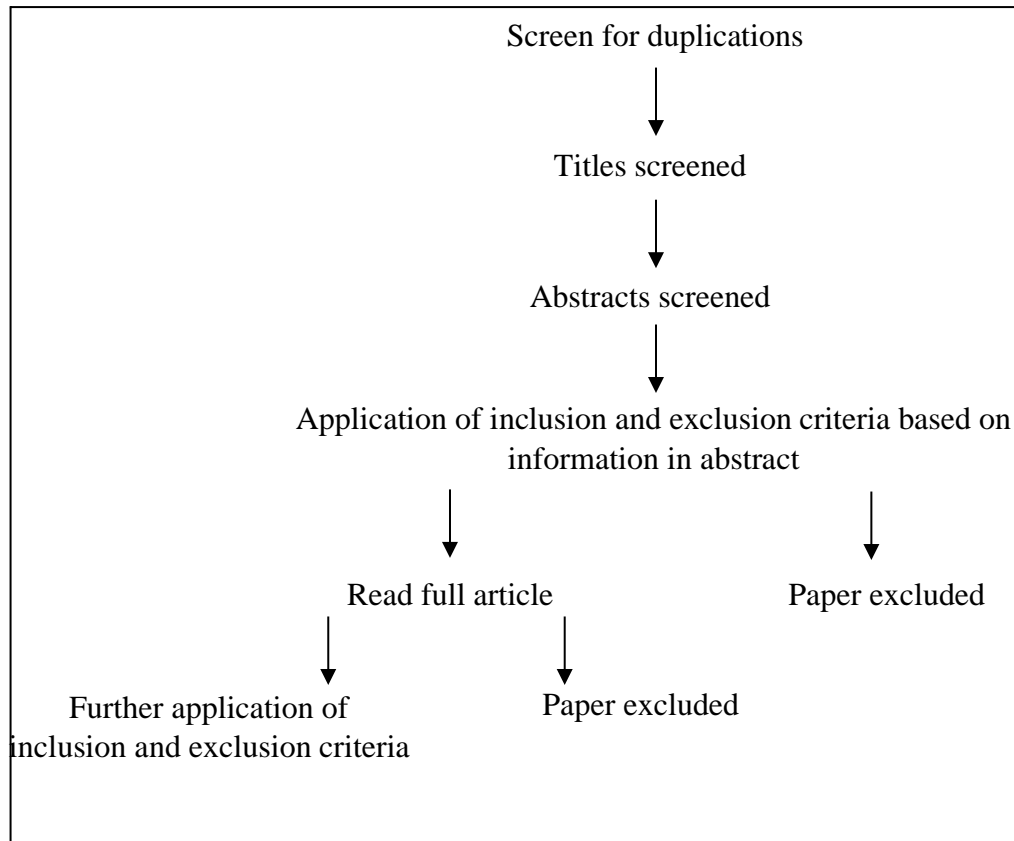 Screen for duplications
Titles screened
Abstracts screened
Application of inclusion and exclusion criteria based on
information in abstract
Read full article
Paper excluded
Further application of
inclusion and exclusion criteria
Paper excluded